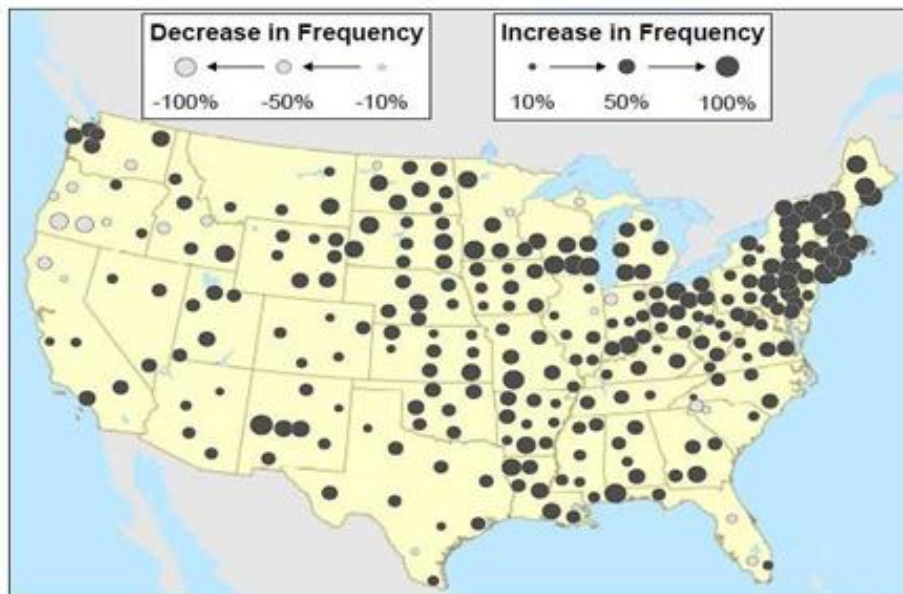 Decrease in Frequency
-100% -50% -10%
Increase in Frequency
10% 50% 100%